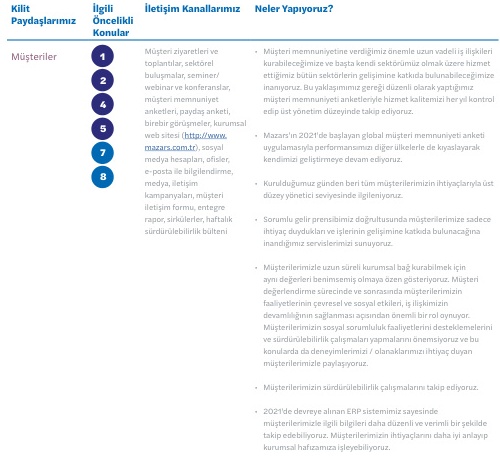 Kilit
Paydaşlarımız
İlgili
Öncelikli
Konular
İletişim Kanallarımız
Neler Yapıyoruz?
Müşteriler
1
2
4
5
7
8
Müşteri ziyaretleri ve
toplantılar, sektörel
buluşmalar, seminer/
webinar ve konferanslar,
müşteri memnuniyet
anketleri, paydaş anketi,
birebir görüşmeler, kurumsal
web sitesi (http://www.
mazars.com.tr), sosyal
medya hesapları, ofisler,
e-posta ile bilgilendirme,
medya, iletişim
kampanyaları, müşteri
iletişim formu, entegre
rapor, sirkülerler, haftalık
sürdürülebilirlik bülteni
• Müşteri memnuniyetine verdiğimiz önemle uzun vadeli iş ilişkileri
kurabileceğimize ve başta kendi sektörümüz olmak üzere hizmet
ettiğimiz bütün sektörlerin gelişimine katkıda bulunabileceğimize
inanıyoruz. Bu yaklaşımımız gereği düzenli olarak yaptığımız
müşteri memnuniyet anketleriyle hizmet kalitemizi her yıl kontrol
edip üst yönetim düzeyinde takip ediyoruz.
• Mazars'ın 2021'de başlayan global müşteri memnuniyeti anketi
uygulamasıyla performansımızı diğer ülkelerle de kıyaslayarak
kendimizi geliştirmeye devam ediyoruz.
• Kurulduğumuz günden beri tüm müşterilerimizin ihtiyaçlarıyla üst
düzey yönetici seviyesinde ilgileniyoruz.
• Sorumlu gelir prensibimiz doğrultusunda müşterilerimize sadece
ihtiyaç duydukları ve işlerinin gelişimine katkıda bulunacağına
inandığımız servislerimizi sunuyoruz.
• Müşterilerimizle uzun süreli kurumsal bağ kurabilmek için
aynı değerleri benimsemiş olmaya özen gösteriyoruz. Müşteri
değerlendirme sürecinde ve sonrasında müşterilerimizin
faaliyetlerinin çevresel ve sosyal etkileri, iş ilişkimizin
devamlılığının sağlanması açısından önemli bir rol oynuyor.
Müşterilerimizin sosyal sorumluluk faaliyetlerini desteklemelerini
ve sürdürülebilirlik çalışmaları yapmalarını önemsiyoruz ve bu
konularda da deneyimlerimizi / olanaklarımızı ihtiyaç duyan
müşterilerimizle paylaşıyoruz.
• Müşterilerimizin sürdürülebilirlik çalışmalarını takip ediyoruz.
• 2021'de devreye alınan ERP sistemimiz sayesinde
müşterilerimizle ilgili bilgileri daha düzenli ve verimli bir şekilde
takip edebiliyoruz. Müşterilerimizin ihtiyaçlarını daha iyi anlayıp
kurumsal hafızamıza işleyebiliyoruz.